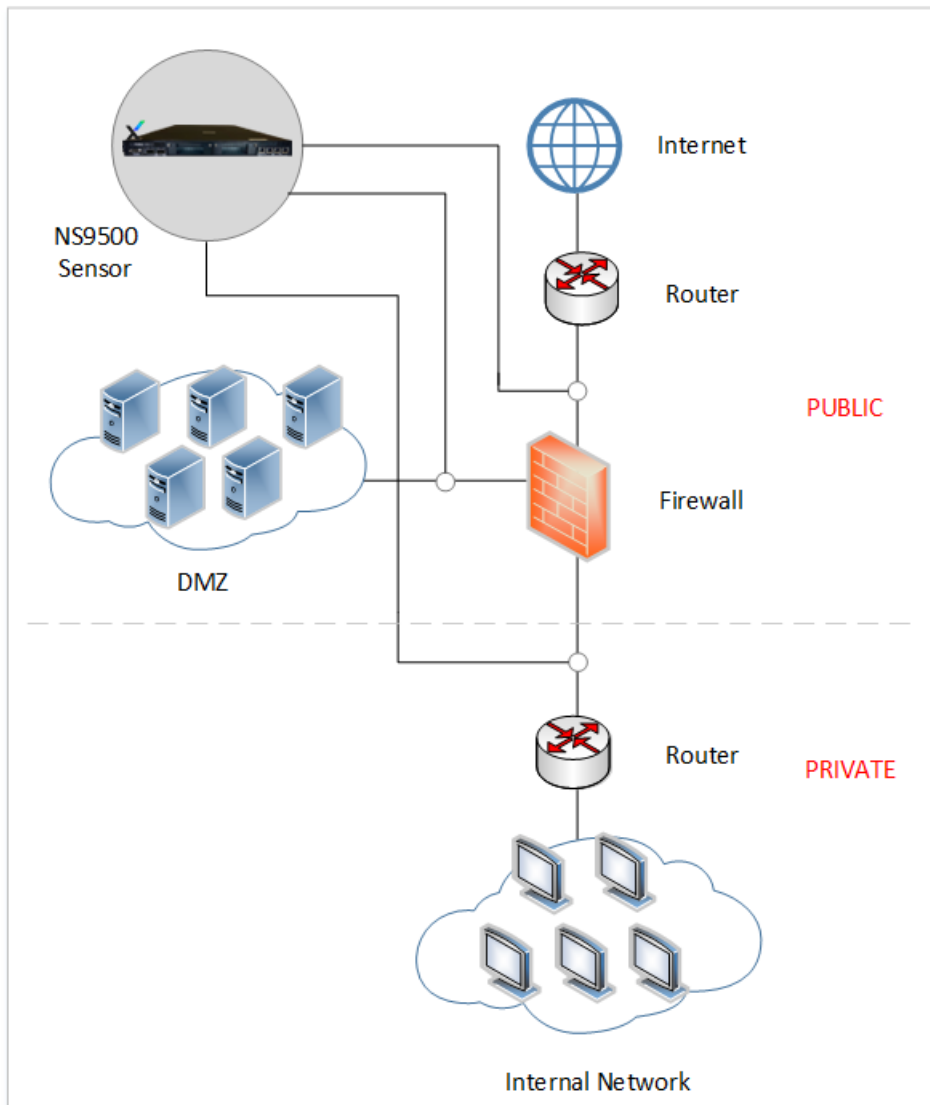 Internet
NS9500
Sensor
Router
PUBLIC
Firewall
DMZ
Router
PRIVATE
Internal Network